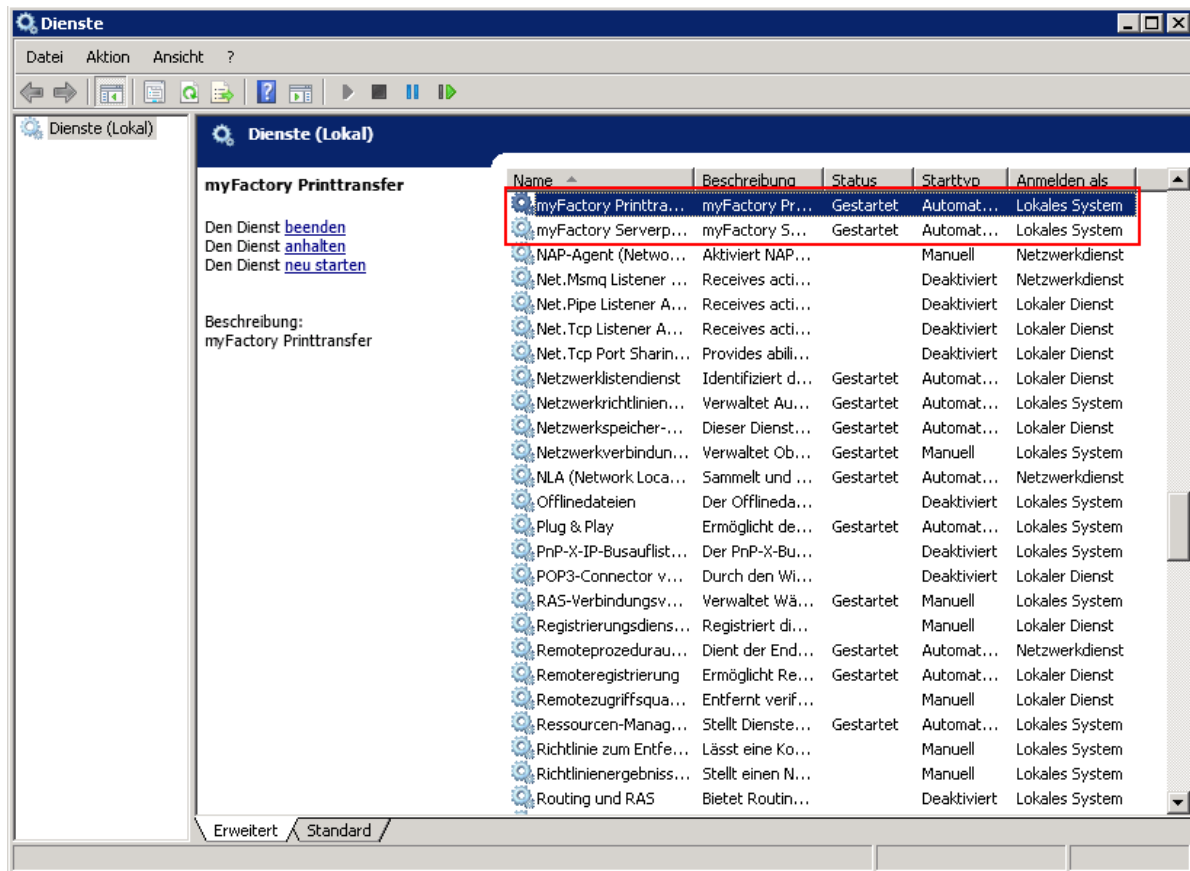 Dienste
Datei Aktion Ansicht ?
Dienste (Lokal)
Dienste (Lokal)
myFactory Printtransfer
Den Dienst beenden
Den Dienst anhalten
Den Dienst neu starten
Beschreibung:
myFactory Printtransfer
Name Beschreibung Status Starttyp Anmelden als
myFactory Printtra... myFactory Pr... Gestartet Automat... Lokales System
myFactory Serverp... myFactory S... Gestartet Automat... Lokales System
NAP-Agent (Netwo... Aktiviert NAP... Manuell Netzwerkdienst
Net.Msmq Listener ... Receives acti... Deaktiviert Netzwerkdienst
Net.Pipe Listener A... Receives acti... Deaktiviert Lokaler Dienst
Net.Tcp Listener A... Receives acti... Deaktiviert Lokaler Dienst
Net.Tcp Port Sharin... Provides abili... Deaktiviert Lokaler Dienst
Netzwerklistendienst Identifiziert d... Gestartet Automat... Lokaler Dienst
Netzwerkrichtlinien... Verwaltet Au... Gestartet Automat... Lokales System
Netzwerkspeicher-... Dieser Dienst... Gestartet Automat... Lokaler Dienst
Netzwerkverbindun... Verwaltet Ob... Gestartet Manuell Lokales System
NLA (Network Loca... Sammelt und ... Gestartet Automat... Netzwerkdienst
Offlinedateien Der Offlineda... Deaktiviert Lokales System
Plug & Play Ermöglicht de... Gestartet Automat... Lokales System
PnP-X-IP-Busauflist... Der PnP-X-Bu... Deaktiviert Lokales System
POP3-Connector v... Durch den Wi... Deaktiviert Lokaler Dienst
RAS-Verbindungsv... Verwaltet Wä... Gestartet Manuell Lokales System
Registrierungsdiens... Registriert di... Manuell Lokaler Dienst
Remoteprozedurau... Dient der End... Gestartet Automat... Netzwerkdienst
Remoteregistrierung Ermöglicht Re... Gestartet Automat... Lokaler Dienst
Remotezugriffsqua... Entfernt verif... Manuell Lokaler Dienst
Ressourcen-Manag... Stellt Dienste... Gestartet Automat... Lokales System
Richtlinie zum Entfe... Lässt eine Ko... Manuell Lokales System
Richtlinienergebniss... Stellt einen N... Manuell Lokales System
Routing und RAS Bietet Routin... Deaktiviert Lokales System
Erweitert Standard